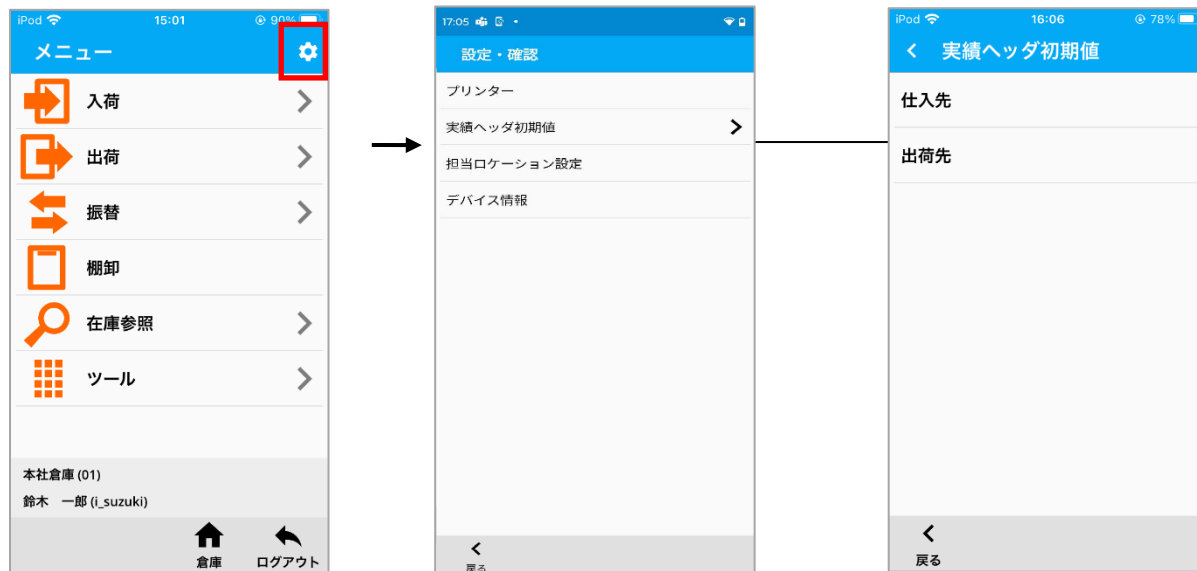 iPod 15:01 90%
メニュー
入荷
出荷
振替
棚卸
在庫参照
ツール
本社倉庫 (01)
鈴木　一郎 (i_suzuki)
倉庫 ログアウト
17:05
設定・確認
プリンター
実績ヘッダ初期値
担当ロケーション設定
デバイス情報
戻る
iPod 16:06 78%
実績ヘッダ初期値
仕入先
出荷先
戻る